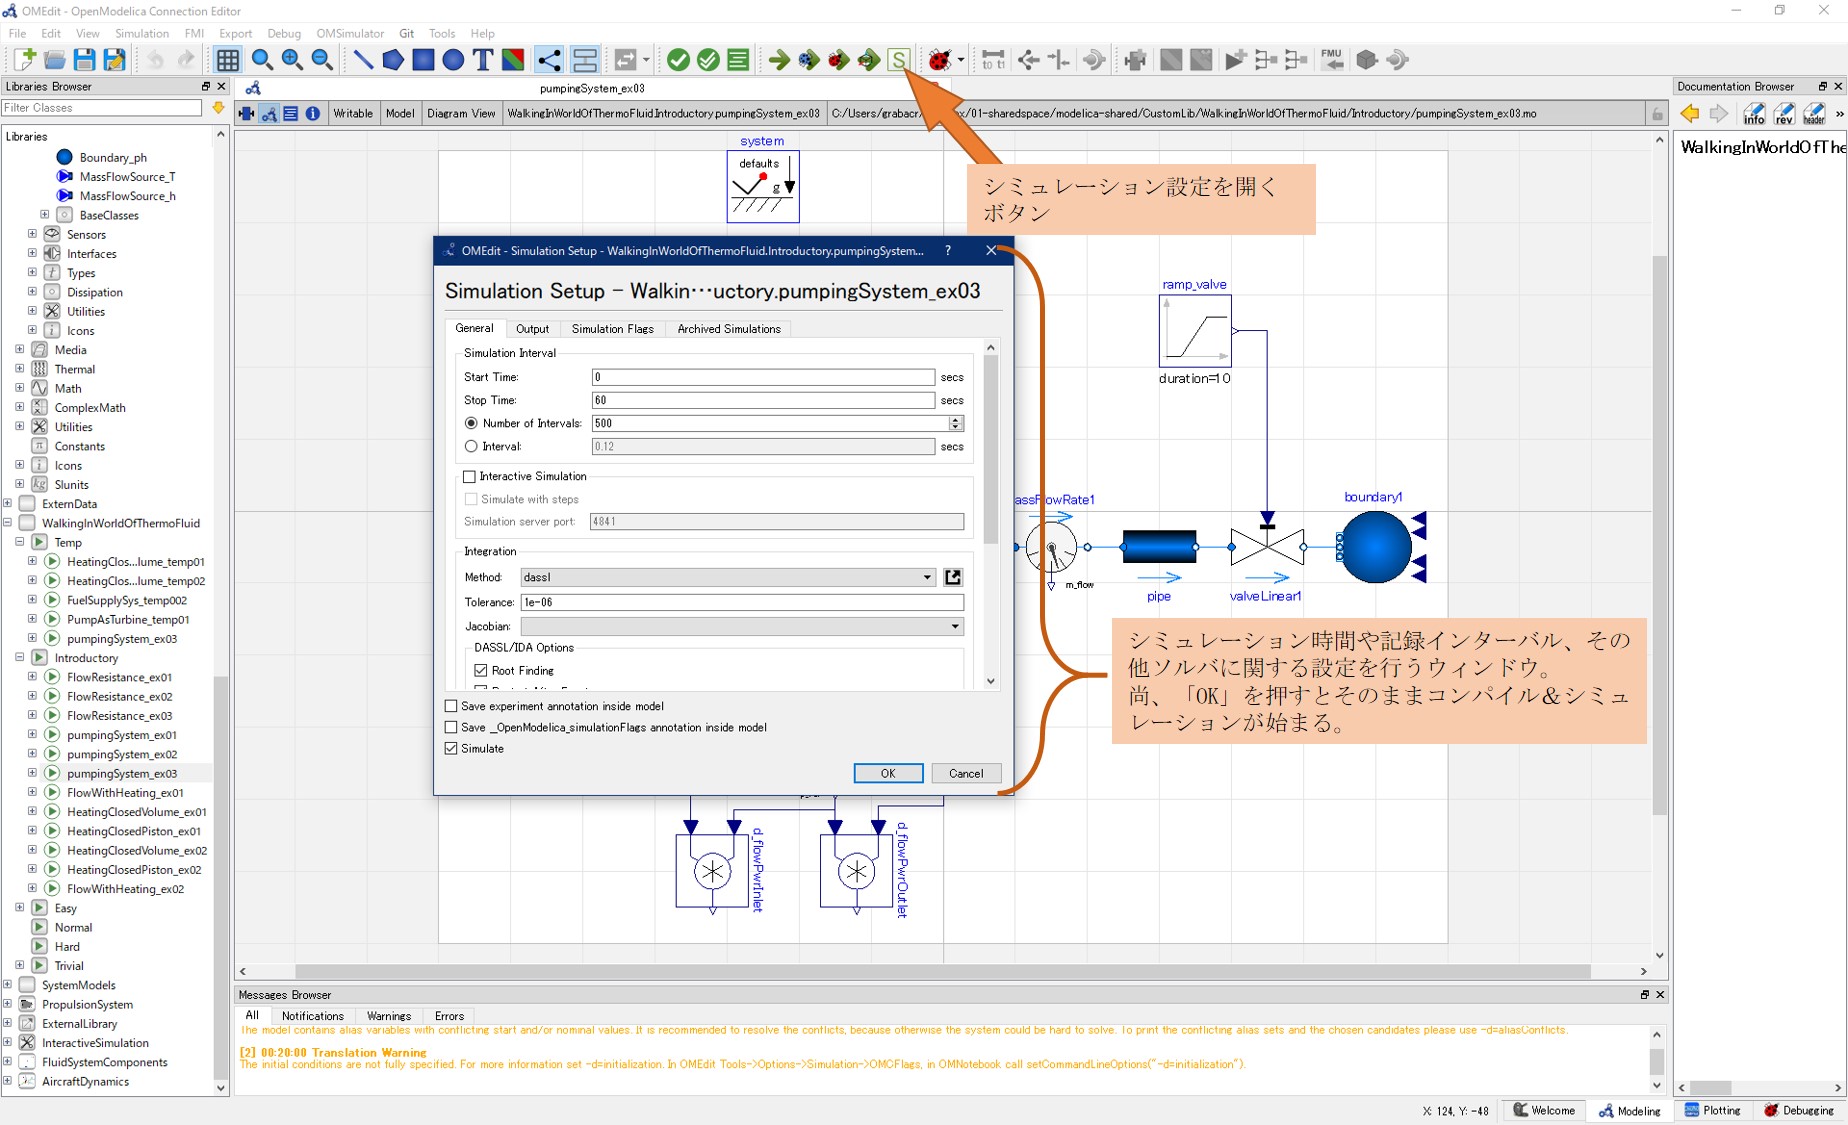 OMEdit - OpenModelica Connection Editor
File Edit View Simulation FMI Export Debug OMSimulator Git Tools Help
Libraries Browser
Filter Classes
Libraries
Boundary_ph
MassFlowSource_T
MassFlowSource_h
BaseClasses
Sensors
Interfaces
Types
Dissipation
Utilities
Icons
Media
Thermal
Math
ComplexMath
Utilities
Constants
Icons
SIunits
ExternData
WalkingInWorldOfThermoFluid
Temp
HeatingClos...lume_temp01
HeatingClos...lume_temp02
FuelSupplySys_temp002
PumpAsTurbine_temp01
pumpingSystem_ex03
Introductory
FlowResistance_ex01
FlowResistance_ex02
FlowResistance_ex03
pumpingSystem_ex01
pumpingSystem_ex02
pumpingSystem_ex03
FlowWithHeating_ex01
HeatingClosedVolume_ex01
HeatingClosedPiston_ex01
HeatingClosedVolume_ex02
HeatingClosedPiston_ex02
FlowWithHeating_ex02
Easy
Normal
Hard
Trivial
SystemModels
PropulsionSystem
ExternalLibrary
InteractiveSimulation
FluidSystemComponents
AircraftDynamics
pumpingSystem_ex03
Writable Model Diagram View WalkingInWorldOfThermoFluid.Introductory.pumpingSystem_ex03 C:/Users/grabacr
x/01-sharedspace/modelica-shared/CustomLib/WalkingInWorldOfThermoFluid/Introductory/pumpingSystem_ex03.mo
system
defaults
g
シミュレーション設定を開く
ボタン
OMEdit - Simulation Setup - WalkingInWorldOfThermoFluid.Introductory.pumpingSystem...
Simulation Setup - Walkin…uctory.pumpingSystem_ex03
General Output Simulation Flags Archived Simulations
Simulation Interval
Start Time: 0 secs
Stop Time: 60 secs
Number of Intervals: 500
Interval: 0.12 secs
Interactive Simulation
Simulate with steps
Simulation server port: 4841
Integration
Method: dassl
Tolerance: 1e-06
Jacobian:
DASSL/IDA Options
Root Finding
Save experiment annotation inside model
Save __OpenModelica_simulationFlags annotation inside model
Simulate
OK Cancel
ramp_valve
duration=10
assFlowRate1
m_flow
pipe
valveLinear1
boundary1
シミュレーション時間や記録インターバル、その
他ソルバに関する設定を行うウィンドウ。
尚、「OK」を押すとそのままコンパイル＆シミュ
レーションが始まる。
d_flowPwrInlet
d_flowPwrOutlet
Messages Browser
All Notifications Warnings Errors
The model contains alias variables with conflicting start and/or nominal values. It is recommended to resolve the conflicts, because otherwise the system could be hard to solve. To print the conflicting alias sets and the chosen candidates please use -d=aliasConflicts.
[2] 00:20:00 Translation Warning
The initial conditions are not fully specified. For more information set -d=initialization. In OMEdit Tools->Options->Simulation->OMCFlags, in OMNotebook call setCommandLineOptions("-d=initialization").
Documentation Browser
info rev header
WalkingInWorldOfThe
X: 124, Y: -48 Welcome Modeling Plotting Debugging